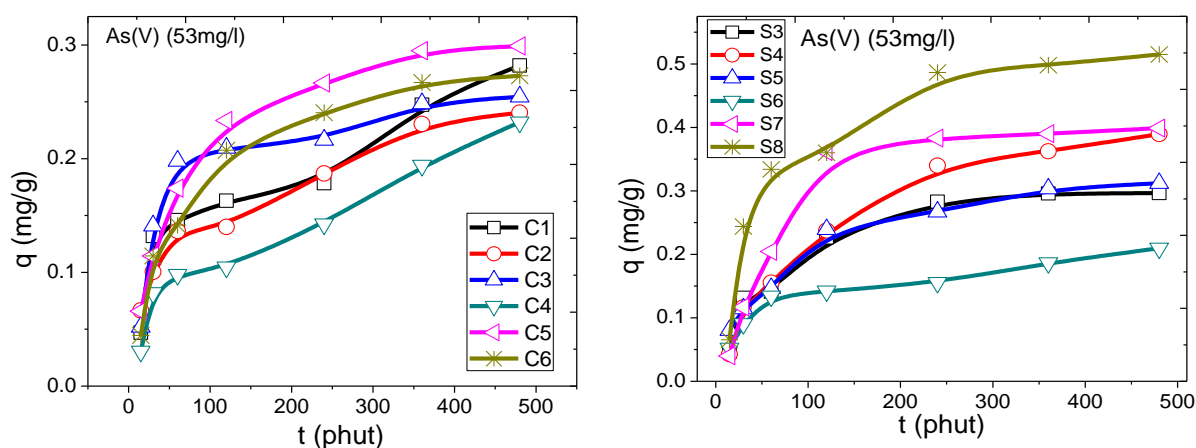 As(V) (53mg/l)
q (mg/g)
0.3
0.2
0.1
0.0
0 100 200 300 400 500
t (phut)
C1
C2
C3
C4
C5
C6
As(V) (53mg/l)
q (mg/g)
0.6
0.5
0.4
0.3
0.2
0.1
0.0
0 100 200 300 400 500
t (phut)
S3
S4
S5
S6
S7
S8